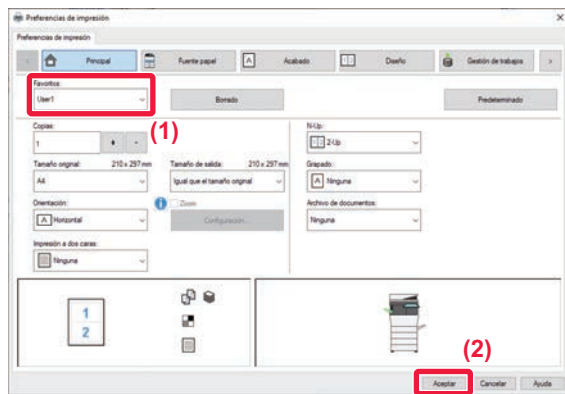 Preferencias de impresión
Preferencias de impresión
Principal
Fuente papel
Acabado
Diseño
Gestión de trabajos
Favoritos:
User1
Borrado
Predeterminado
(1)
Copias:
1
+
-
N-Up:
2-Up
Tamaño original: 210 x 297 mm
Tamaño de salida: 210 x 297 mm
Grapado:
A4
Igual que el tamaño original
Ninguna
Orientación:
Zoom
Archivo de documentos:
Horizontal
Configuración...
Ninguna
Impresión a dos caras:
Ninguna
1
2
(2)
Aceptar
Cancelar
Ayuda